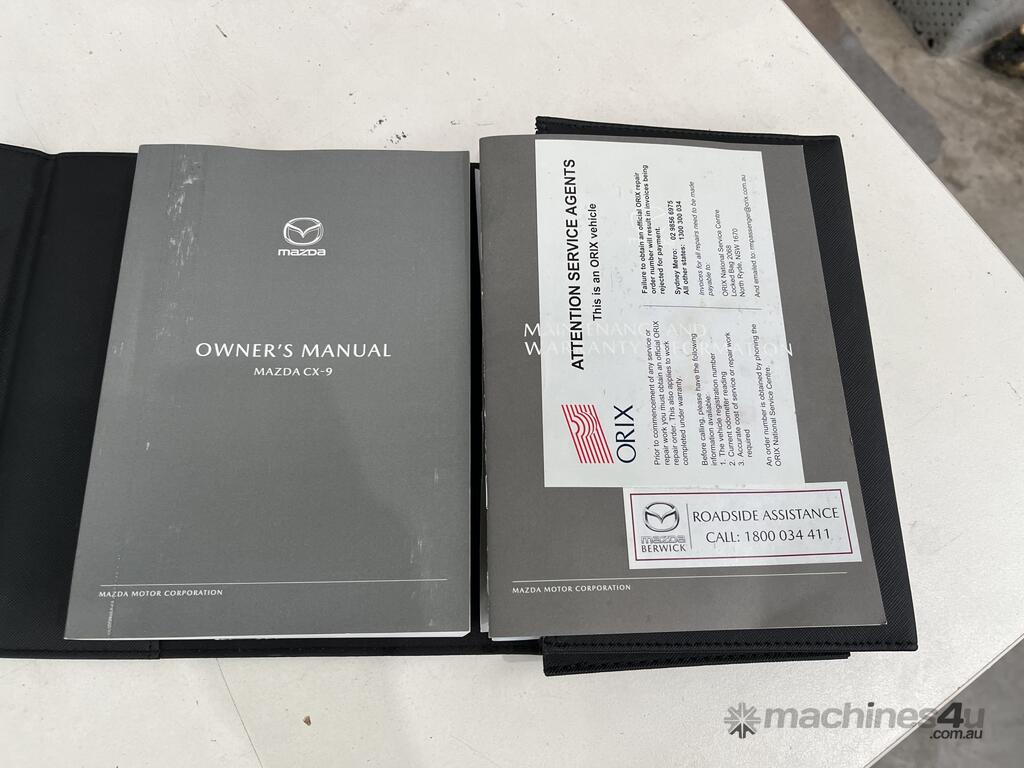 mazda
OWNER'S MANUAL
MAZDA CX-9
MAZDA MOTOR CORPORATION
MAINTENANCE AND
WARRANTY INFORMATION
ATTENTION SERVICE AGENTS
This is an ORIX vehicle
ORIX
Prior to commencement of any service or
repair work you must obtain an official ORIX
repair order. This also applies to work
completed under warranty.
Before calling, please have the following
information available:
1. The vehicle registration number
2. Current odometer reading
3. Accurate cost of service or repair work
required
An order number is obtained by phoning the
ORIX National Service Centre.
Failure to obtain an official ORIX repair
order number will result in invoices being
rejected for payment.
Sydney Metro: 02 9856 6975
All other states: 1300 300 034
Invoices for all repairs need to be made
payable to:
ORIX National Service Centre
Locked Bag 2068
North Ryde, NSW 1670
And emailed to: rmpassenger@orix.com.au
mazda
BERWICK
ROADSIDE ASSISTANCE
CALL: 1800 034 411
MAZDA MOTOR CORPORATION
machines4u
.com.au